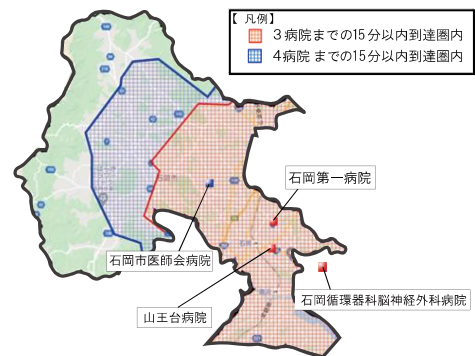 【 凡例】
３病院までの15分以内到達圏内
４病院 までの15分以内到達圏内
石岡第一病院
石岡市医師会病院
石岡循環器科脳神経外科病院
山王台病院